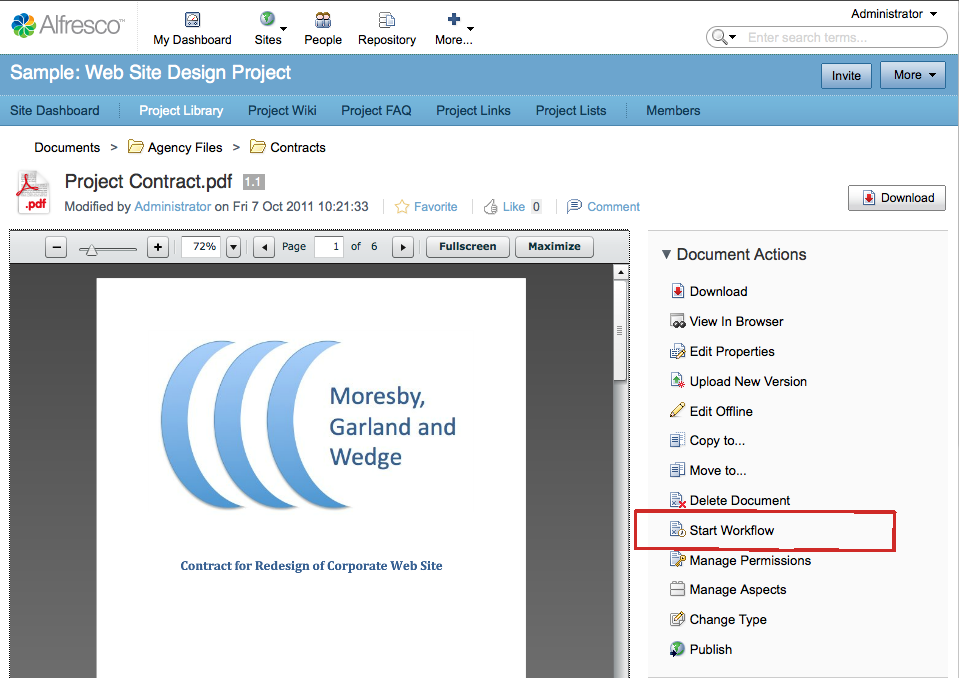 Alfresco™
My Dashboard
Sites
People
Repository
More...
Administrator
Enter search terms...
Sample: Web Site Design Project
Invite
More
Site Dashboard
Project Library
Project Wiki
Project FAQ
Project Links
Project Lists
Members
Documents > Agency Files > Contracts
.pdf
Project Contract.pdf 1.1
Modified by Administrator on Fri 7 Oct 2011 10:21:33
Favorite
Like 0
Comment
Download
72%
Page 1 of 6
Fullscreen
Maximize
Moresby,
Garland and
Wedge
Contract for Redesign of Corporate Web Site
Document Actions
Download
View In Browser
Edit Properties
Upload New Version
Edit Offline
Copy to...
Move to...
Delete Document
Start Workflow
Manage Permissions
Manage Aspects
Change Type
Publish